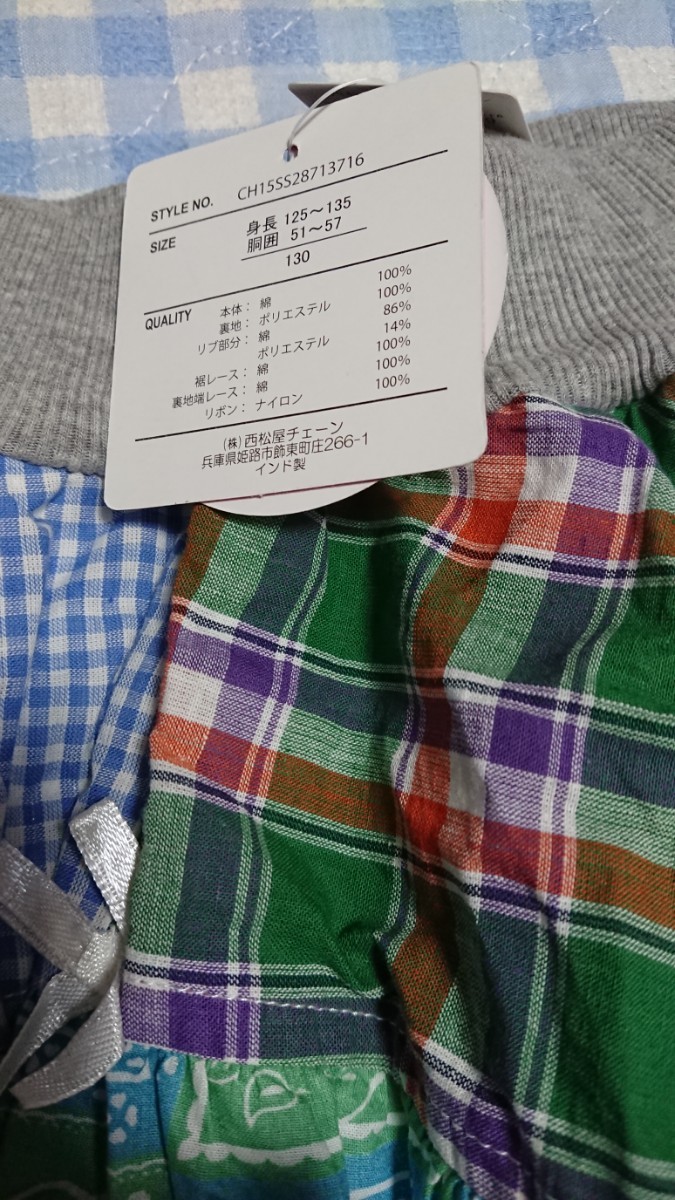 STYLE NO. CH15SS28713716
SIZE 身長 125～135
胴囲 51～57
130
QUALITY 本体： 綿 100%
裏地： ポリエステル 100%
リブ部分： 綿 86%
ポリエステル 14%
裾レース： 綿 100%
裏地端レース： 綿 100%
リボン： ナイロン 100%
（株）西松屋チェーン
兵庫県姫路市飾東町庄266-1
インド製